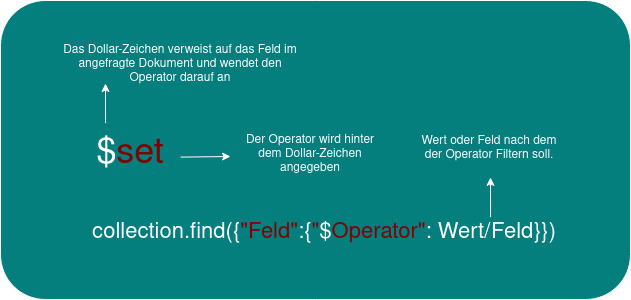 Das Dollar-Zeichen verweist auf das Feld im
angefragte Dokument und wendet den
Operator darauf an
$set
Der Operator wird hinter
dem Dollar-Zeichen
angegeben
Wert oder Feld nach dem
der Operator Filtern soll.
collection.find({"Feld":{"$Operator": Wert/Feld}})